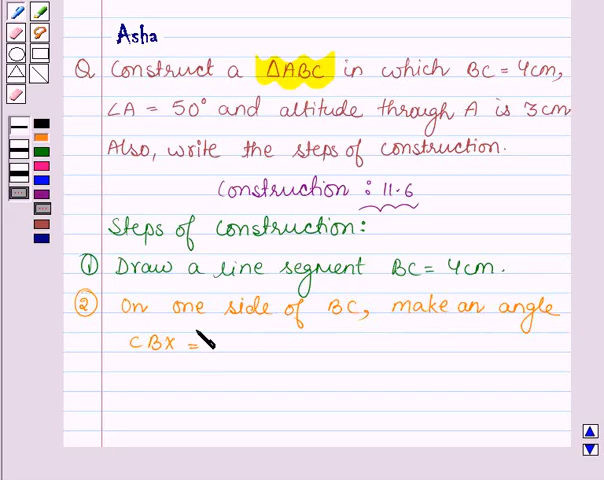 Asha
Q Construct a ΔABC in which BC = 4cm,
∠A = 50° and altitude through A is 3cm
Also, write the steps of construction.
Construction : 11.6
Steps of construction:
① Draw a line segment BC = 4cm.
② On one side of BC, make an angle
CBX =